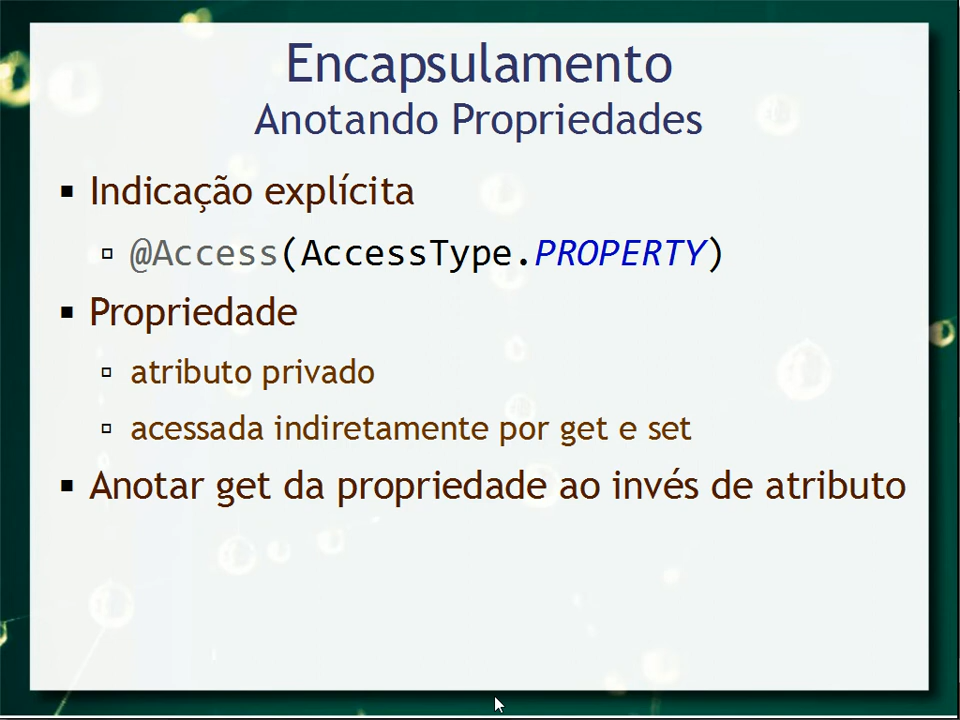 Encapsulamento
Anotando Propriedades
Indicação explícita
@Access(AccessType.PROPERTY)
Propriedade
atributo privado
acessada indiretamente por get e set
Anotar get da propriedade ao invés de atributo